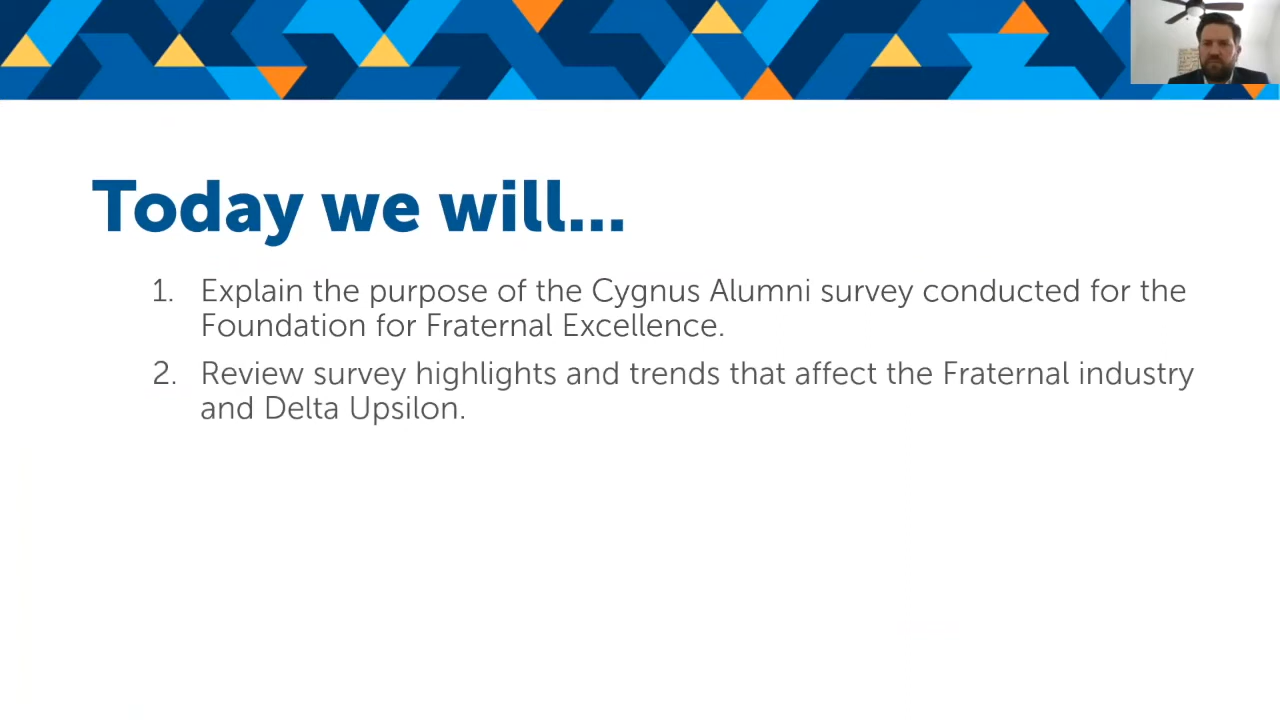 Today we will...
1. Explain the purpose of the Cygnus Alumni survey conducted for the
Foundation for Fraternal Excellence.
2. Review survey highlights and trends that affect the Fraternal industry
and Delta Upsilon.